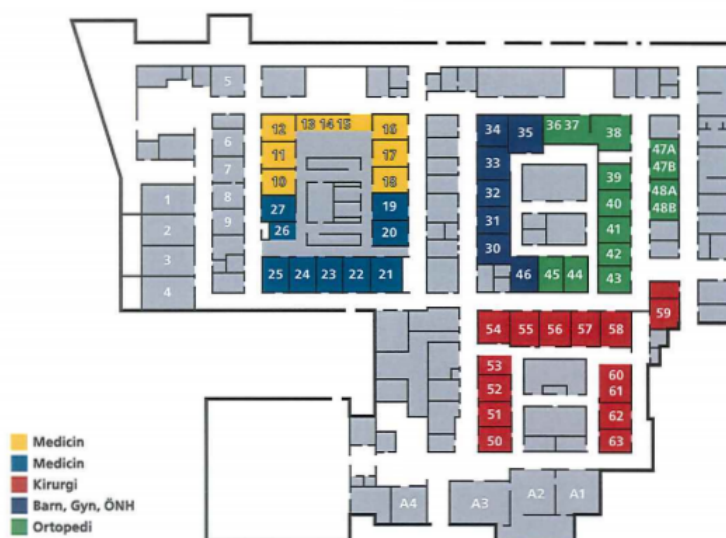 5
12 13 14 15 16
34 35 36 37 38
6
11 17
33
47A
47B
7
10 18
39
1
8
27 19
32
40
48A
48B
2
9
26 20
31
41
3
30
42
25 24 23 22 21
46 45 44 43
4
59
54 55 56 57 58
53
60
52
61
51
62
50
63
Medicin
Medicin
Kirurgi
Barn, Gyn, ÖNH
Ortopedi
A4 A3 A2 A1